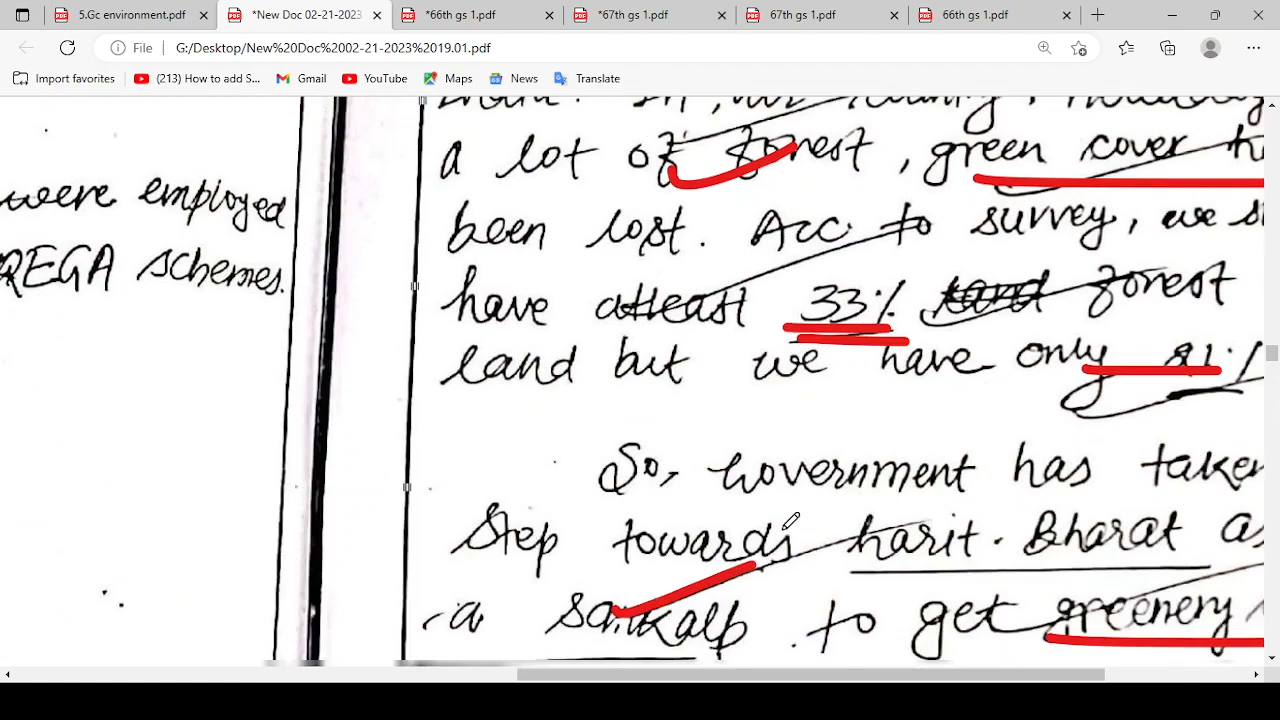 5.Gc environment.pdf
*New Doc 02-21-2023
*66th gs 1.pdf
*67th gs 1.pdf
67th gs 1.pdf
66th gs 1.pdf
File
G:/Desktop/New%20Doc%2002-21-2023%2019.01.pdf
Import favorites
(213) How to add S...
Gmail
YouTube
Maps
News
Translate
were employed
REGA schemes.
a lot of forest, green cover h
been lost. Acc. to survey, we s
have atleast 33% land forest
land but we have only 21%
So, Government has taken
step towards harit. Bharat as
a sankalp to get greenery